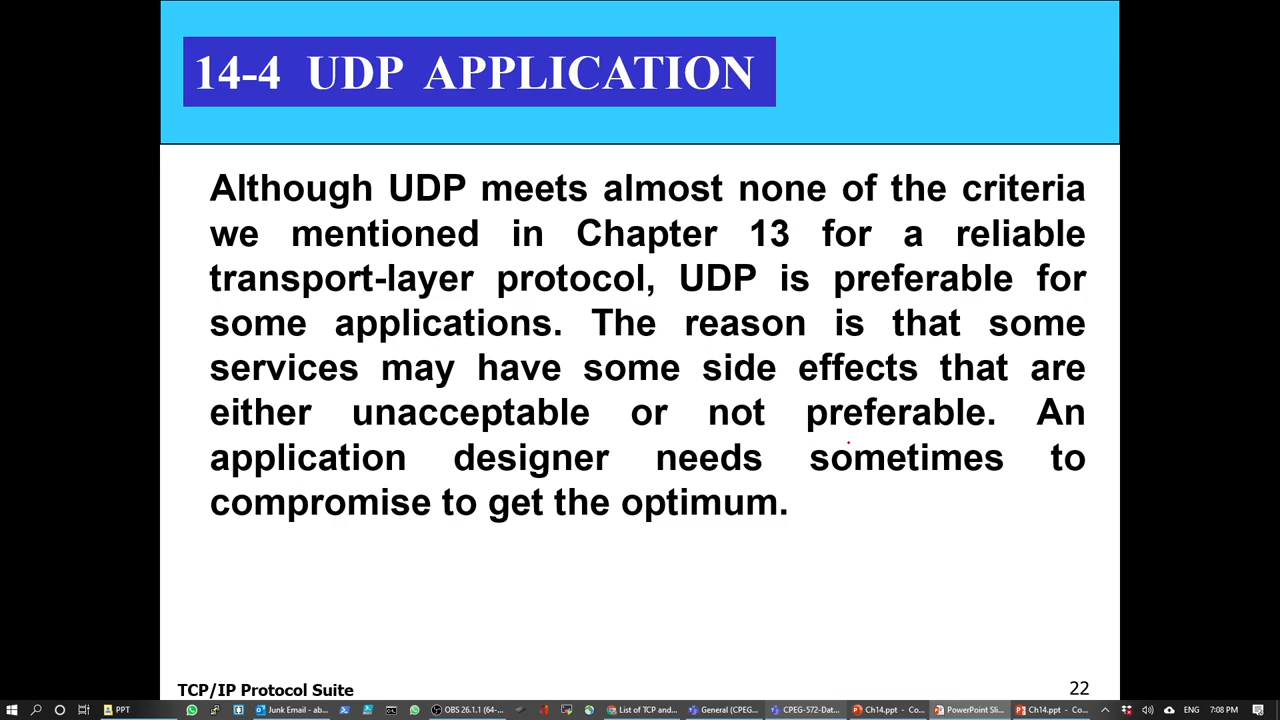 14-4 UDP APPLICATION
Although UDP meets almost none of the criteria
we mentioned in Chapter 13 for a reliable
transport-layer protocol, UDP is preferable for
some applications. The reason is that some
services may have some side effects that are
either unacceptable or not preferable. An
application designer needs sometimes to
compromise to get the optimum.
TCP/IP Protocol Suite
22
PPT
Junk Email - ab...
OBS 26.1.1 (64-...
List of TCP and...
General (CPEG...
CPEG-572-Dat...
Ch14.ppt - Co...
PowerPoint Sli...
Ch14.ppt - Co...
ENG
7:08 PM